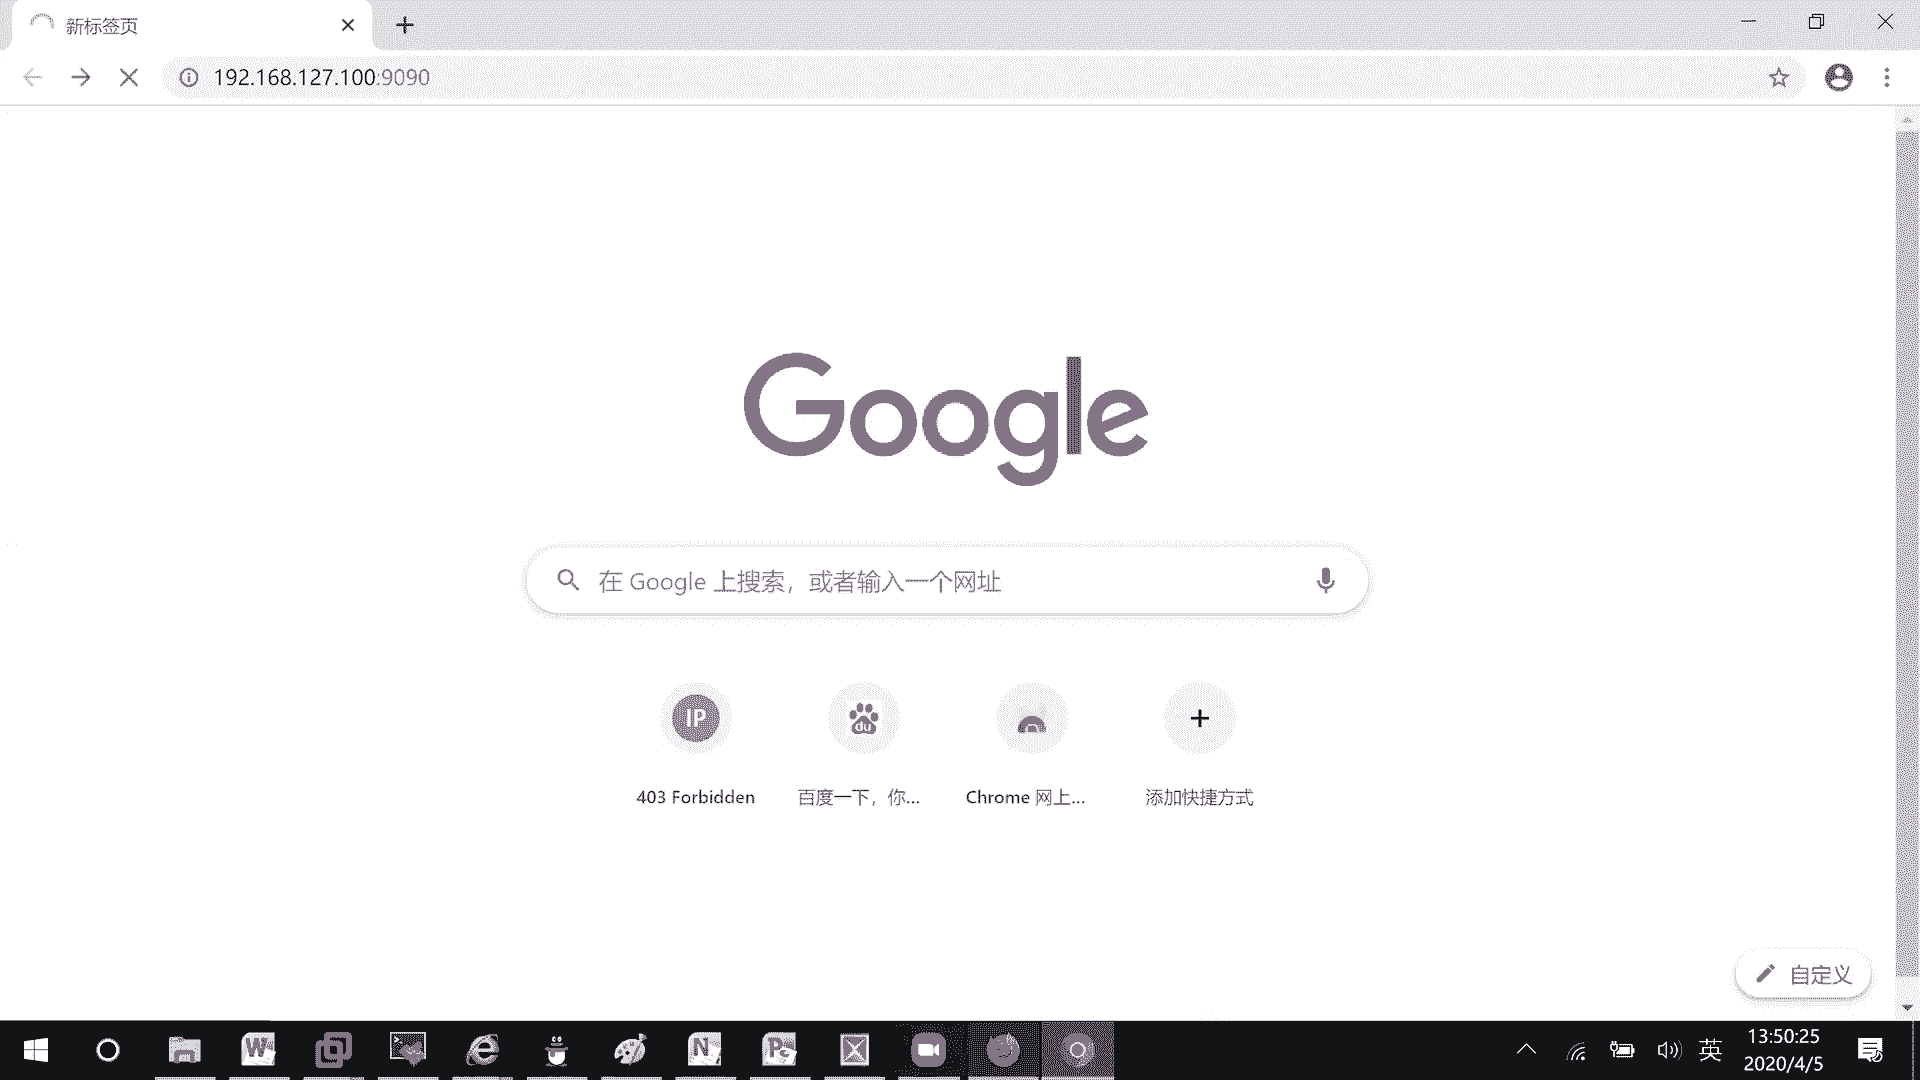 新标签页
192.168.127.100:9090
Google
在 Google 上搜索，或者输入一个网址
IP
du
403 Forbidden
百度一下，你...
Chrome 网上...
添加快捷方式
自定义
英
13:50:25
2020/4/5